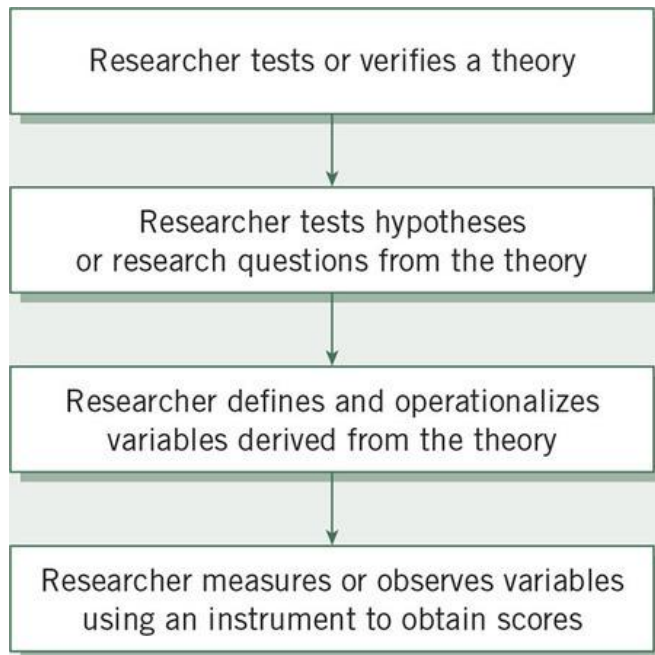 Researcher tests or verifies a theory
Researcher tests hypotheses
or research questions from the theory
Researcher defines and operationalizes
variables derived from the theory
Researcher measures or observes variables
using an instrument to obtain scores